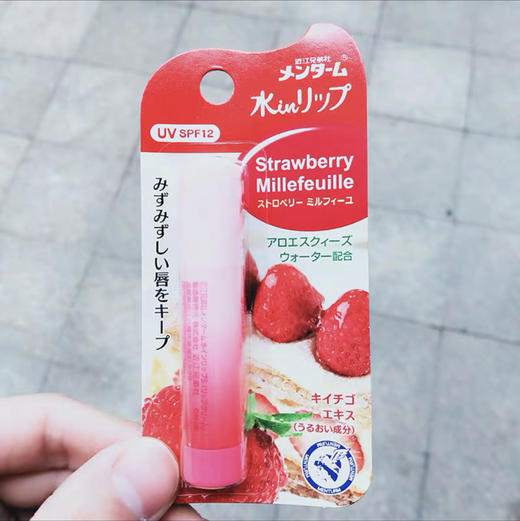 近江兄弟社
メンターム®
水inリップ
UV SPF12
Strawberry
Millefeuille
ストロベリー ミルフィーユ
みずみずしい唇をキープ
アロエスクィーズ
ウォーター配合
キイチゴ
エキス
(うるおい成分)
MENTURM